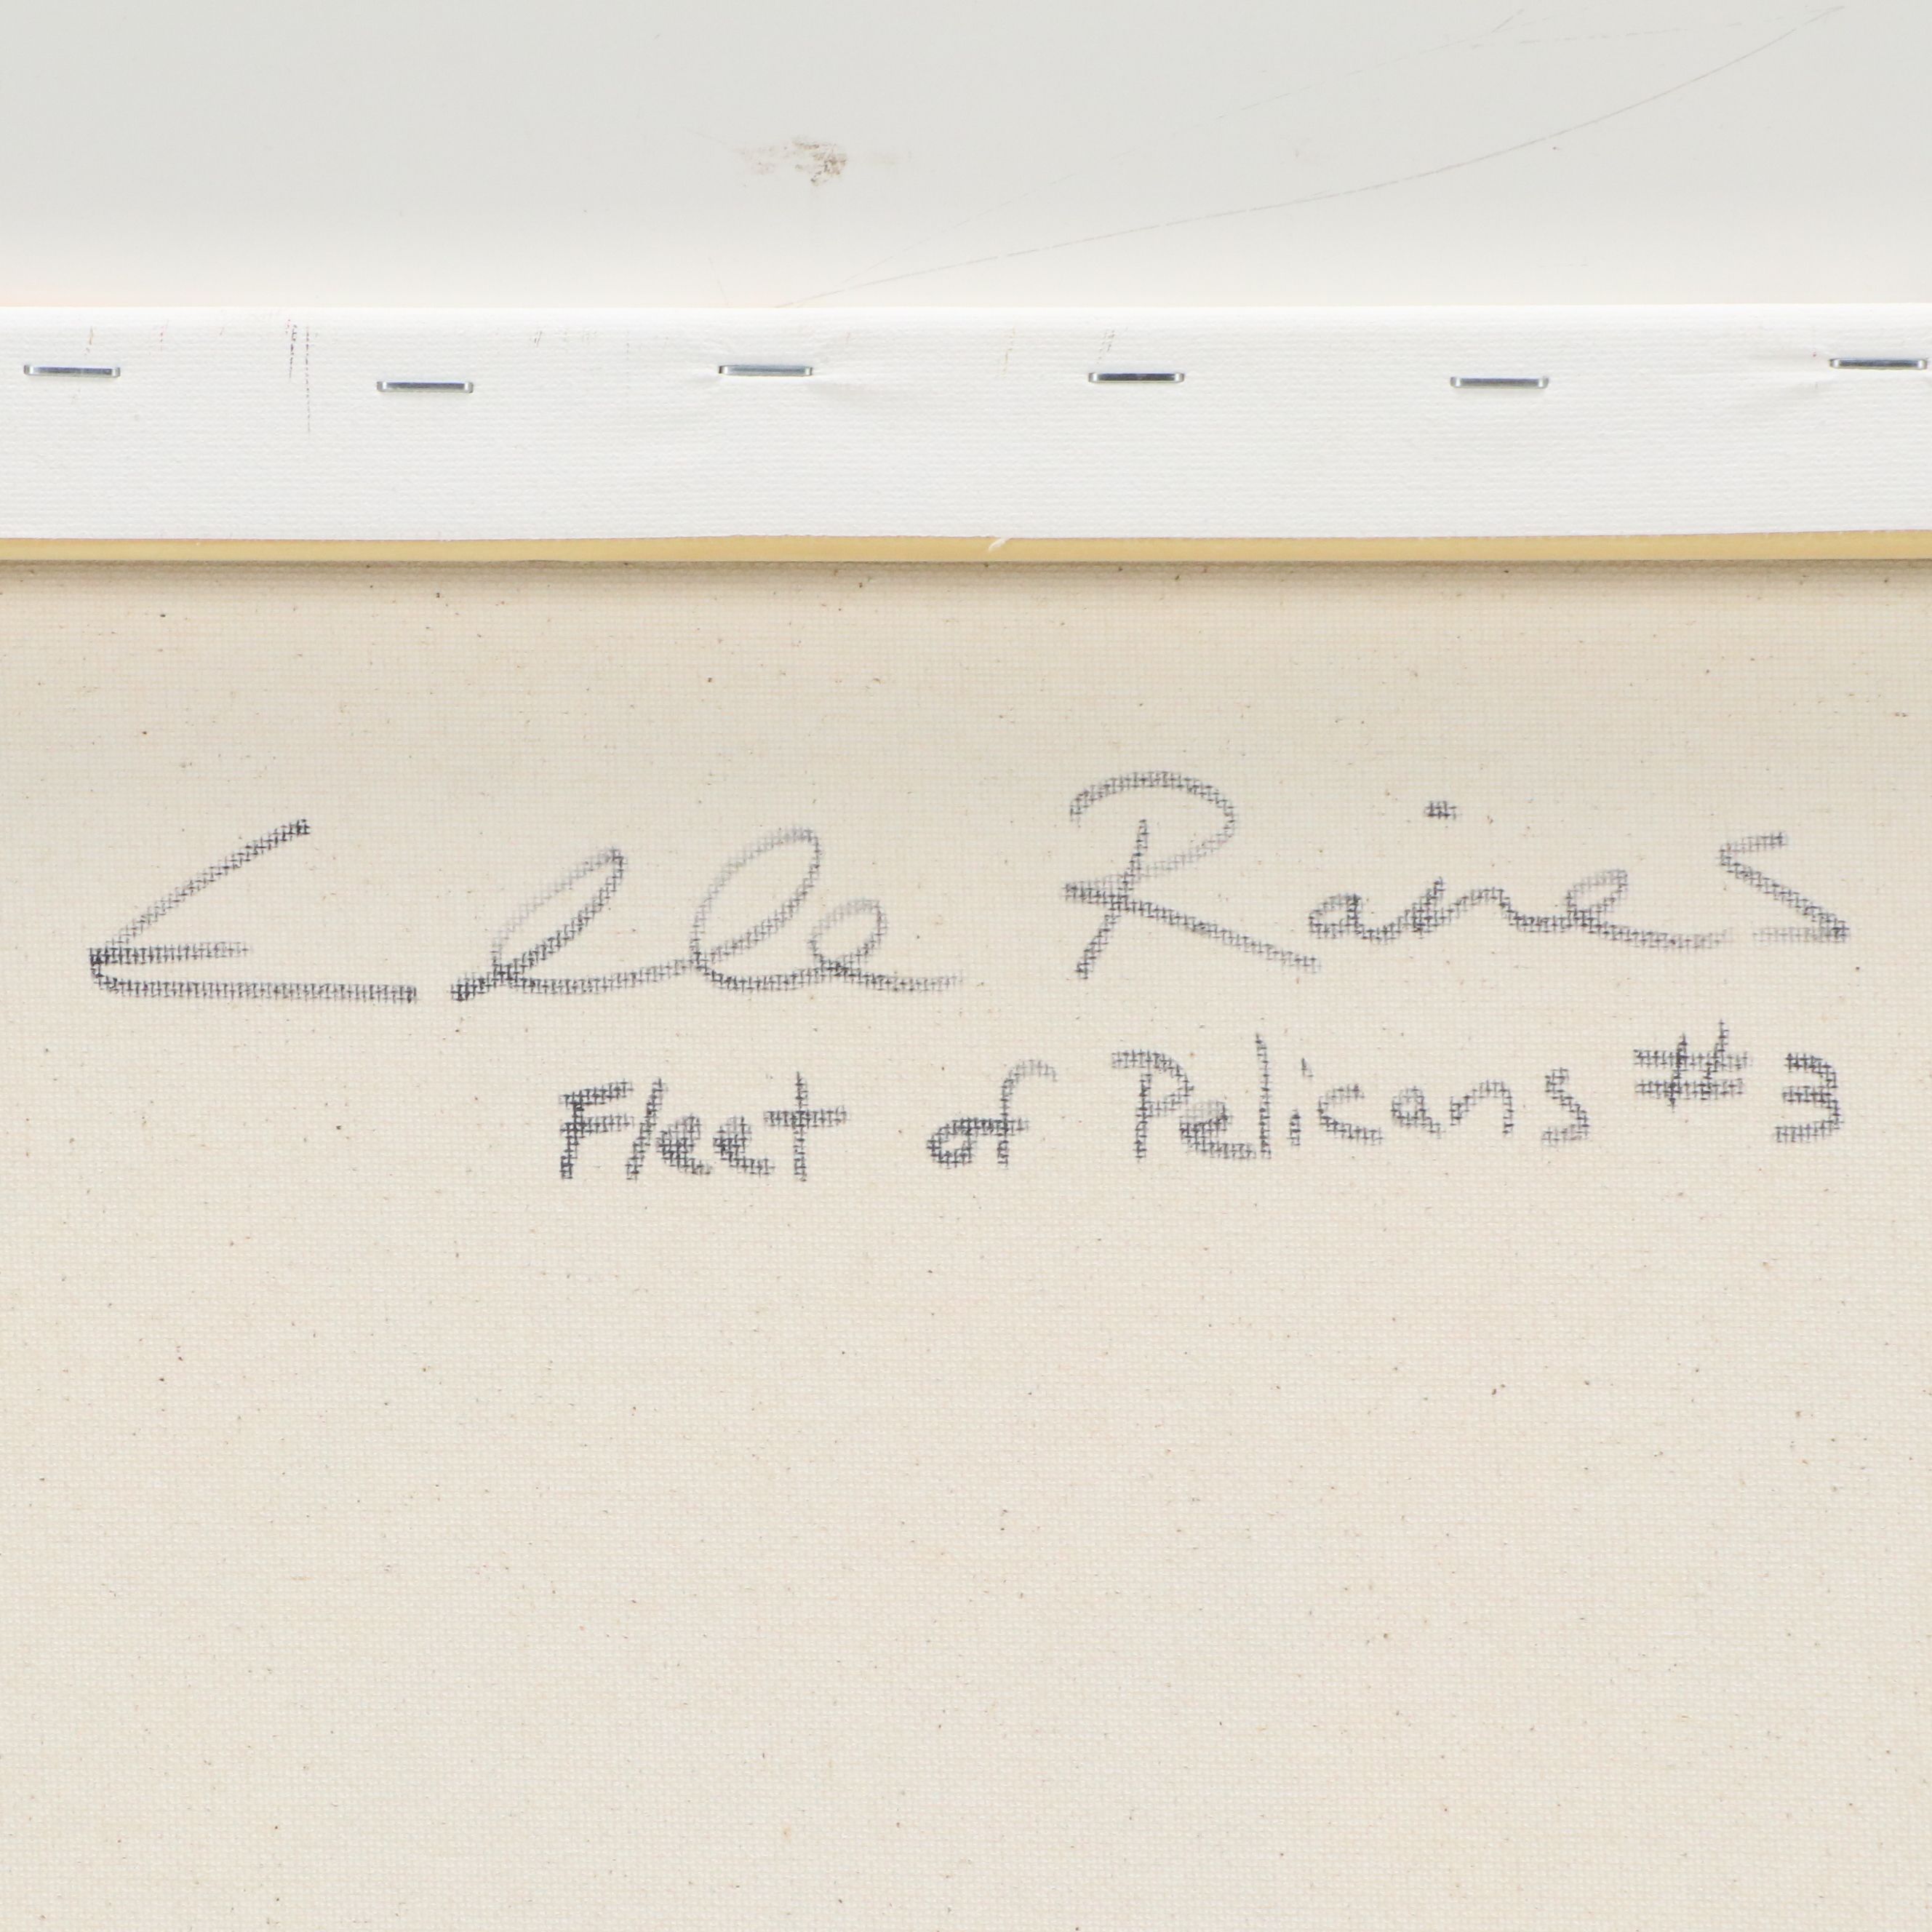 Elle Raines
Fleet of Pelicans #3